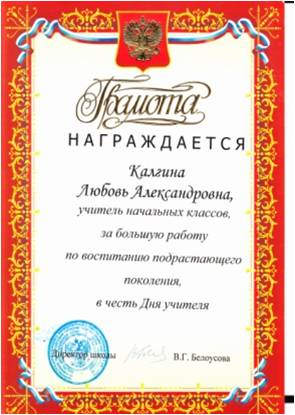 Грамота
НАГРАЖДАЕТСЯ
Калгина
Любовь Александровна,
учитель начальных классов,
за большую работу
по воспитанию подрастающего
поколения,
в честь Дня учителя
Директор школы В.Г. Белоусова